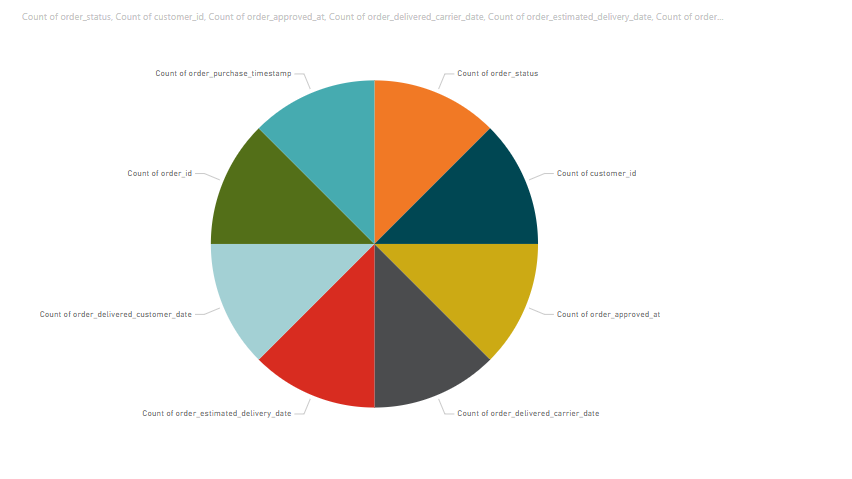 Count of order_status, Count of customer_id, Count of order_approved_at, Count of order_delivered_carrier_date, Count of order_estimated_delivery_date, Count of order...
Count of order_purchase_timestamp
Count of order_status
Count of order_id
Count of customer_id
Count of order_delivered_customer_date
Count of order_approved_at
Count of order_estimated_delivery_date
Count of order_delivered_carrier_date